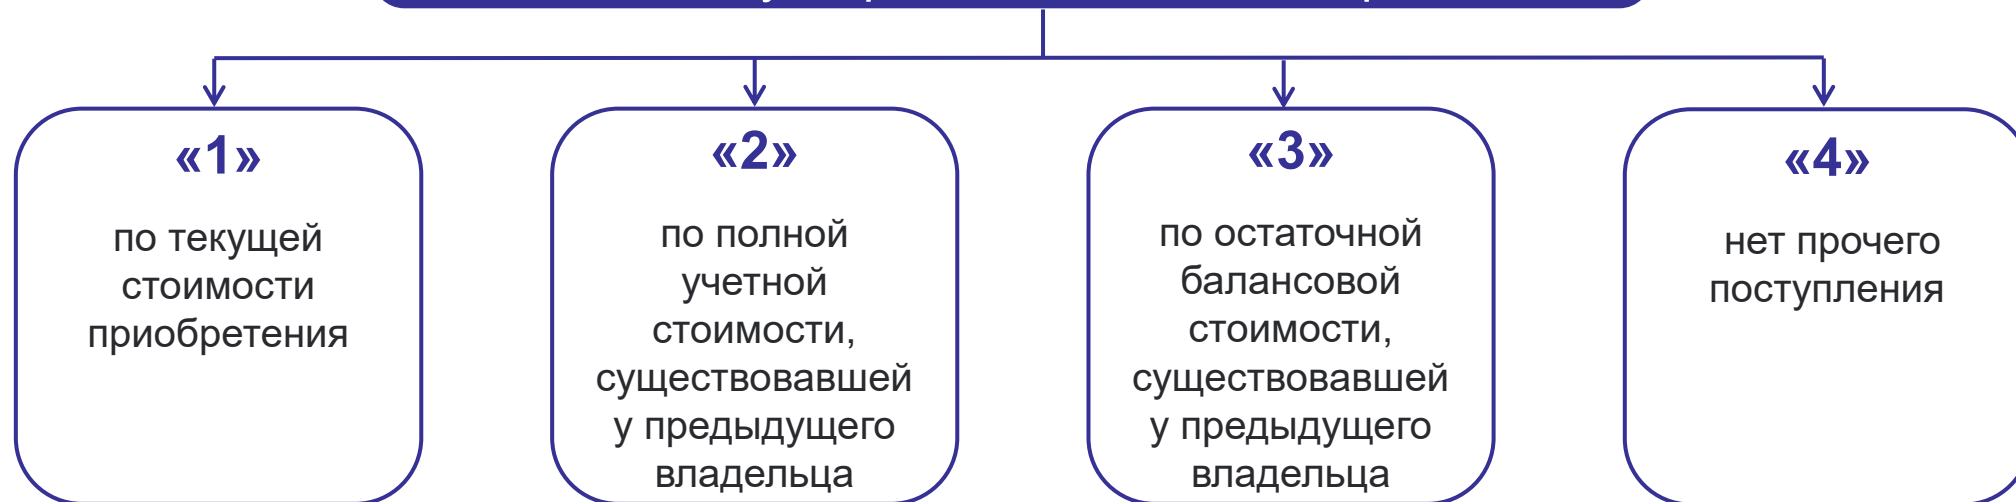 «1»
по текущей
стоимости
приобретения
«2»
по полной
учетной
стоимости,
существовавшей
у предыдущего
владельца
«3»
по остаточной
балансовой
стоимости,
существовавшей
у предыдущего
владельца
«4»
нет прочего
поступления